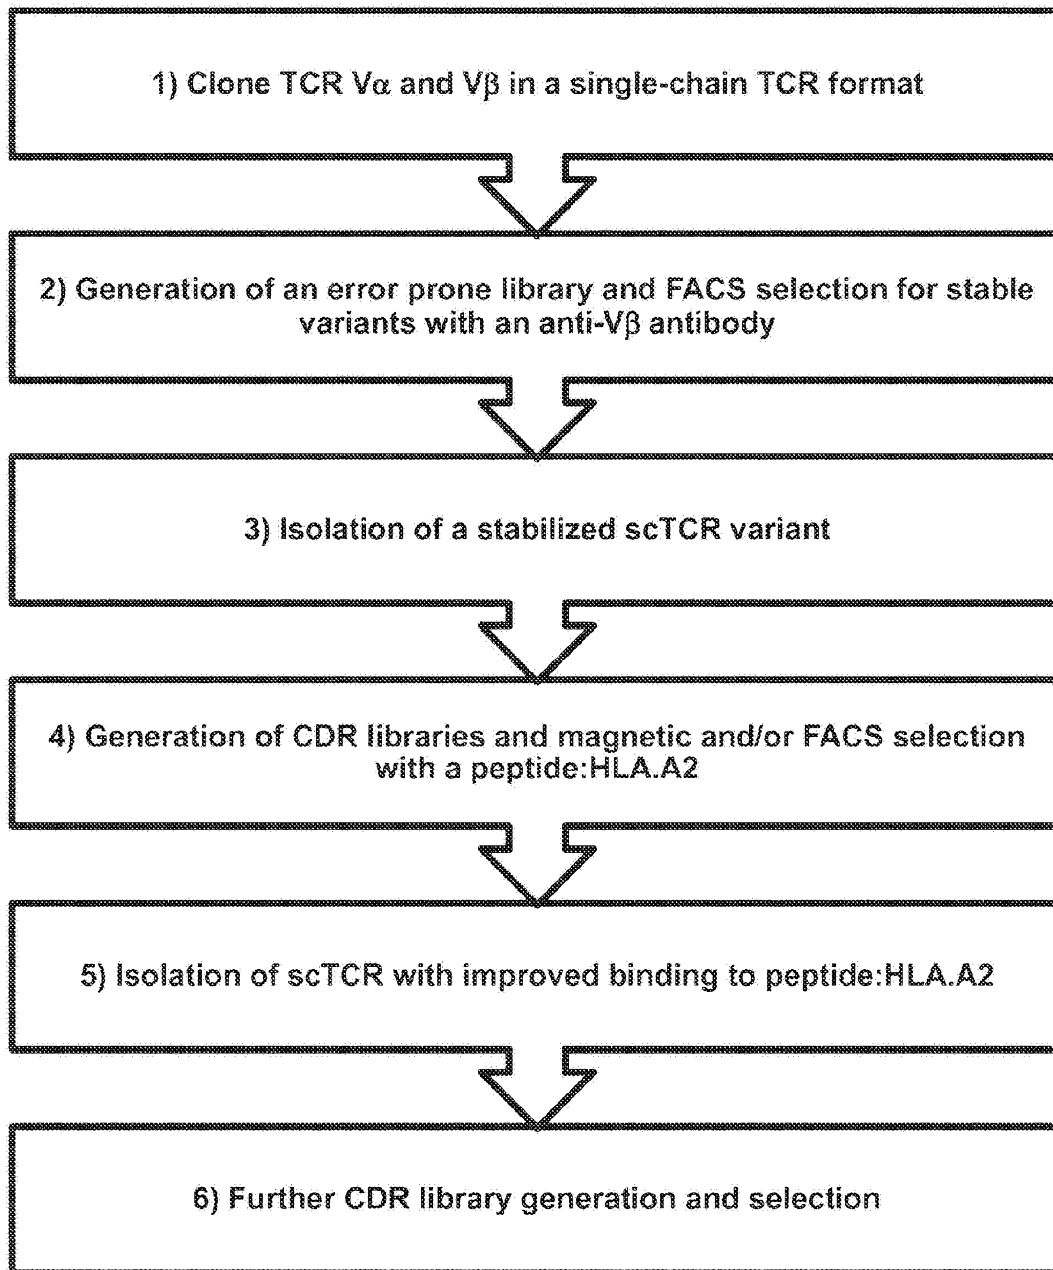 1) Clone TCR Vα and Vβ in a single-chain TCR format
2) Generation of an error prone library and FACS selection for stable
variants with an anti-Vβ antibody
3) Isolation of a stabilized scTCR variant
4) Generation of CDR libraries and magnetic and/or FACS selection
with a peptide:HLA.A2
5) Isolation of scTCR with improved binding to peptide:HLA.A2
6) Further CDR library generation and selection